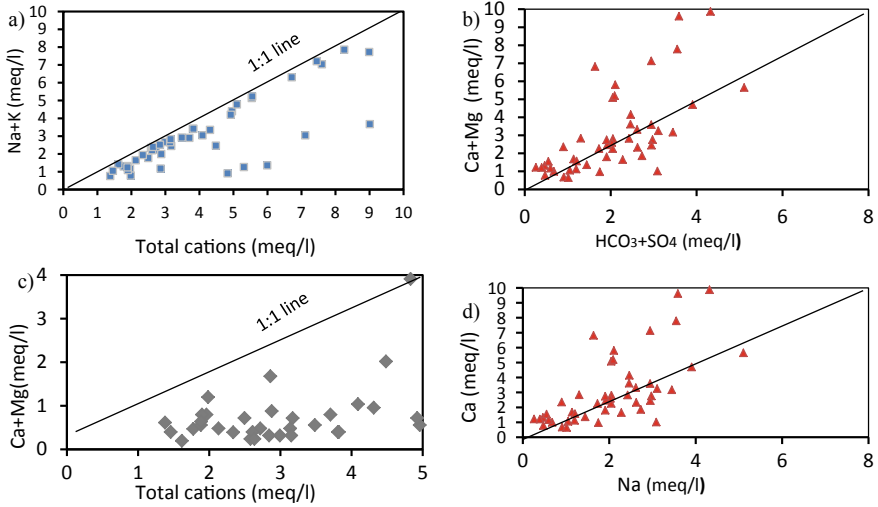 a)
10
9
8
7
6
5
4
3
2
1
0
Na+K (meq/l)
1:1 line
0 1 2 3 4 5 6 7 8 9 10
Total cations (meq/l)
b)
10
9
8
7
6
5
4
3
2
1
0
Ca+Mg (meq/l)
0 2 4 6 8
HCO₃+SO₄ (meq/l)
c)
4
3
2
1
0
Ca+Mg(meq/l)
1:1 line
0 1 2 3 4 5
Total cations (meq/l)
d)
10
9
8
7
6
5
4
3
2
1
0
Ca (meq/l)
0 2 4 6 8
Na (meq/l)